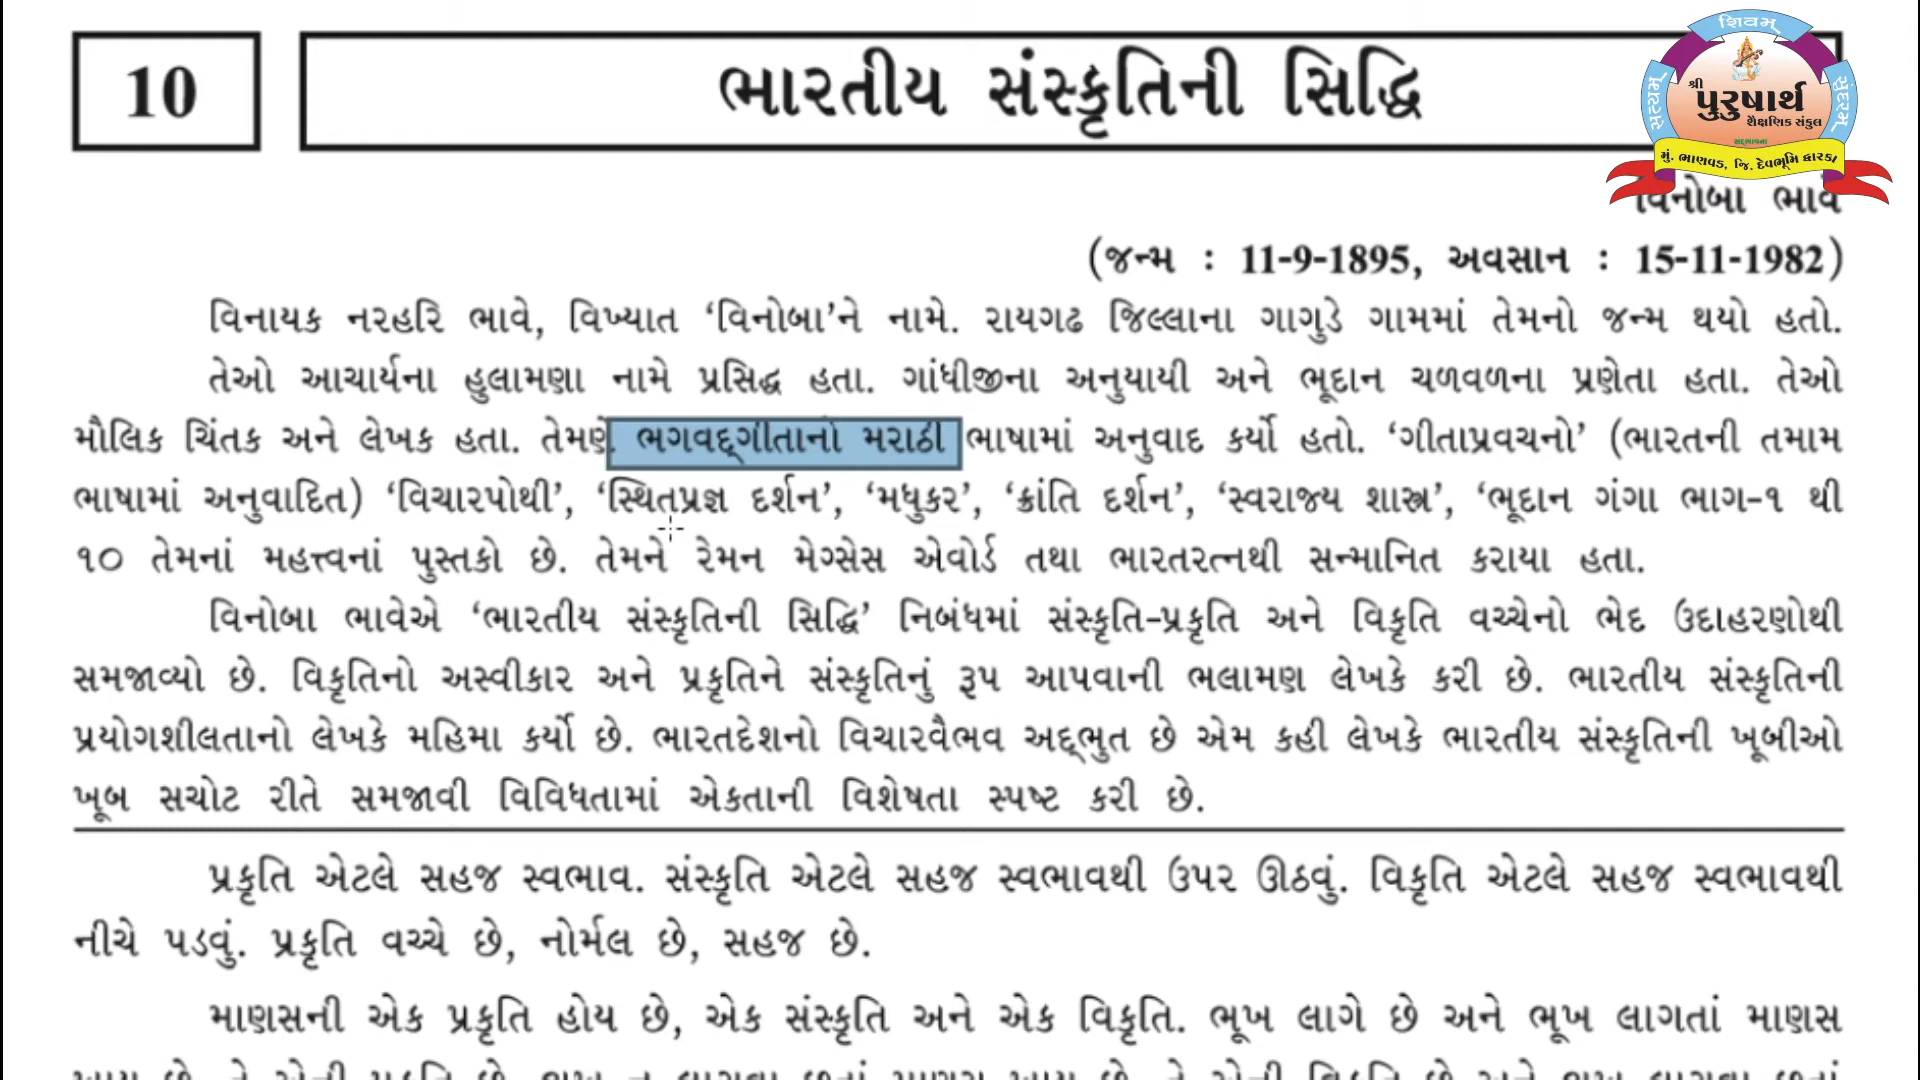 10
ભારતીય સંસ્કૃતિની સિદ્ધિ
શિવમ્
સત્યમ્
સુંદરમ્
શ્રી
પુરુષાર્થ
શૈક્ષણિક સંકુલ
સદ્ભાવના
મું. ભાણવડ, જિ. દેવભૂમિ દ્વારકા
વિનોબા ભાવે
(જન્મ : 11-9-1895, અવસાન : 15-11-1982)
વિનાયક નરહરિ ભાવે, વિખ્યાત ‘વિનોબા’ને નામે. રાયગઢ જિલ્લાના ગાગુડે ગામમાં તેમનો જન્મ થયો હતો.
તેઓ આચાર્યના હુલામણા નામે પ્રસિદ્ધ હતા. ગાંધીજીના અનુયાયી અને ભૂદાન ચળવળના પ્રણેતા હતા. તેઓ
મૌલિક ચિંતક અને લેખક હતા. તેમણે ભગવદ્ગીતાનો મરાઠી ભાષામાં અનુવાદ કર્યો હતો. ‘ગીતાપ્રવચનો’ (ભારતની તમામ
ભાષામાં અનુવાદિત) ‘વિચારપોથી’, ‘સ્થિતપ્રજ્ઞ દર્શન’, ‘મધુકર’, ‘ક્રાંતિ દર્શન’, ‘સ્વરાજ્ય શાસ્ત્ર’, ‘ભૂદાન ગંગા ભાગ-૧ થી
૧૦ તેમનાં મહત્ત્વનાં પુસ્તકો છે. તેમને રેમન મેગ્સેસ એવોર્ડ તથા ભારતરત્નથી સન્માનિત કરાયા હતા.
વિનોબા ભાવેએ ‘ભારતીય સંસ્કૃતિની સિદ્ધિ’ નિબંધમાં સંસ્કૃતિ-પ્રકૃતિ અને વિકૃતિ વચ્ચેનો ભેદ ઉદાહરણોથી
સમજાવ્યો છે. વિકૃતિનો અસ્વીકાર અને પ્રકૃતિને સંસ્કૃતિનું રૂપ આપવાની ભલામણ લેખકે કરી છે. ભારતીય સંસ્કૃતિની
પ્રયોગશીલતાનો લેખકે મહિમા કર્યો છે. ભારતદેશનો વિચારવૈભવ અદ્ભુત છે એમ કહી લેખકે ભારતીય સંસ્કૃતિની ખૂબીઓ
ખૂબ સચોટ રીતે સમજાવી વિવિધતામાં એકતાની વિશેષતા સ્પષ્ટ કરી છે.
પ્રકૃતિ એટલે સહજ સ્વભાવ. સંસ્કૃતિ એટલે સહજ સ્વભાવથી ઉપર ઊઠવું. વિકૃતિ એટલે સહજ સ્વભાવથી
નીચે પડવું. પ્રકૃતિ વચ્ચે છે, નોર્મલ છે, સહજ છે.
માણસની એક પ્રકૃતિ હોય છે, એક સંસ્કૃતિ અને એક વિકૃતિ. ભૂખ લાગે છે અને ભૂખ લાગતાં માણસ